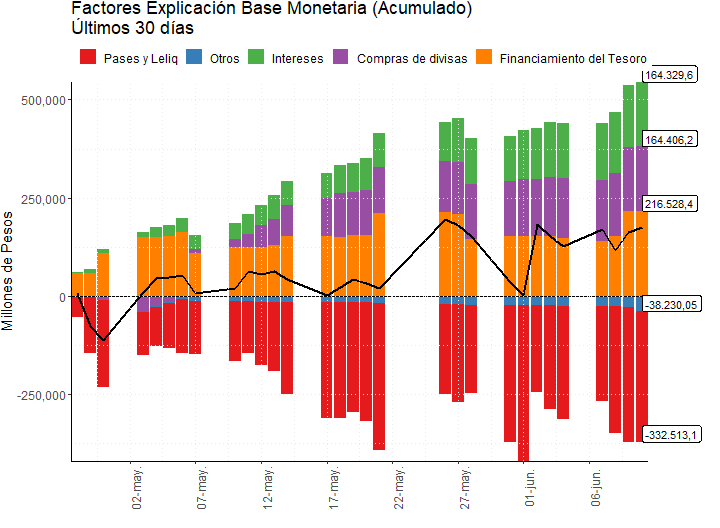 Factores Explicación Base Monetaria (Acumulado)
Últimos 30 días
Pases y Leliq Otros Intereses Compras de divisas Financiamiento del Tesoro
Millones de Pesos
500,000
250,000
0
-250,000
164.329,6
164.406,2
216.528,4
-38.230,05
-332.513,1
02-may. 07-may. 12-may. 17-may. 22-may. 27-may. 01-jun. 06-jun.